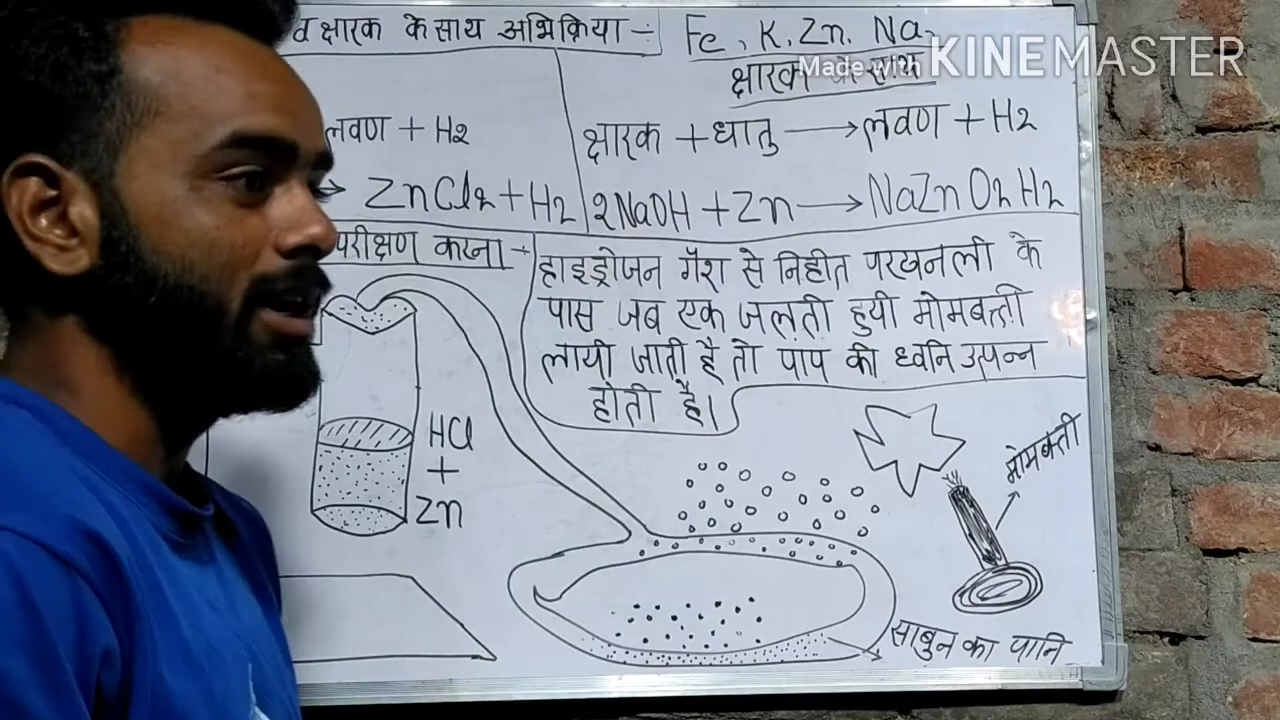 व क्षारक के साथ अभिक्रिया -:
Fe, K, Zn, Na,
क्षारक के साथ
Made with KINEMASTER
लवण + H2
क्षारक + धातु → लवण + H2
→ ZnCl2 + H2
2NaOH + Zn → NaZnO2 H2
परीक्षण करना -
हाइड्रोजन गैस से निहीत परखनली के
पास जब एक जलती हुयी मोमबत्ती
लायी जाती है तो पाप की ध्वनि उत्पन्न
होती है।
HCl
+
Zn
मोमबत्ती
साबुन का पानि